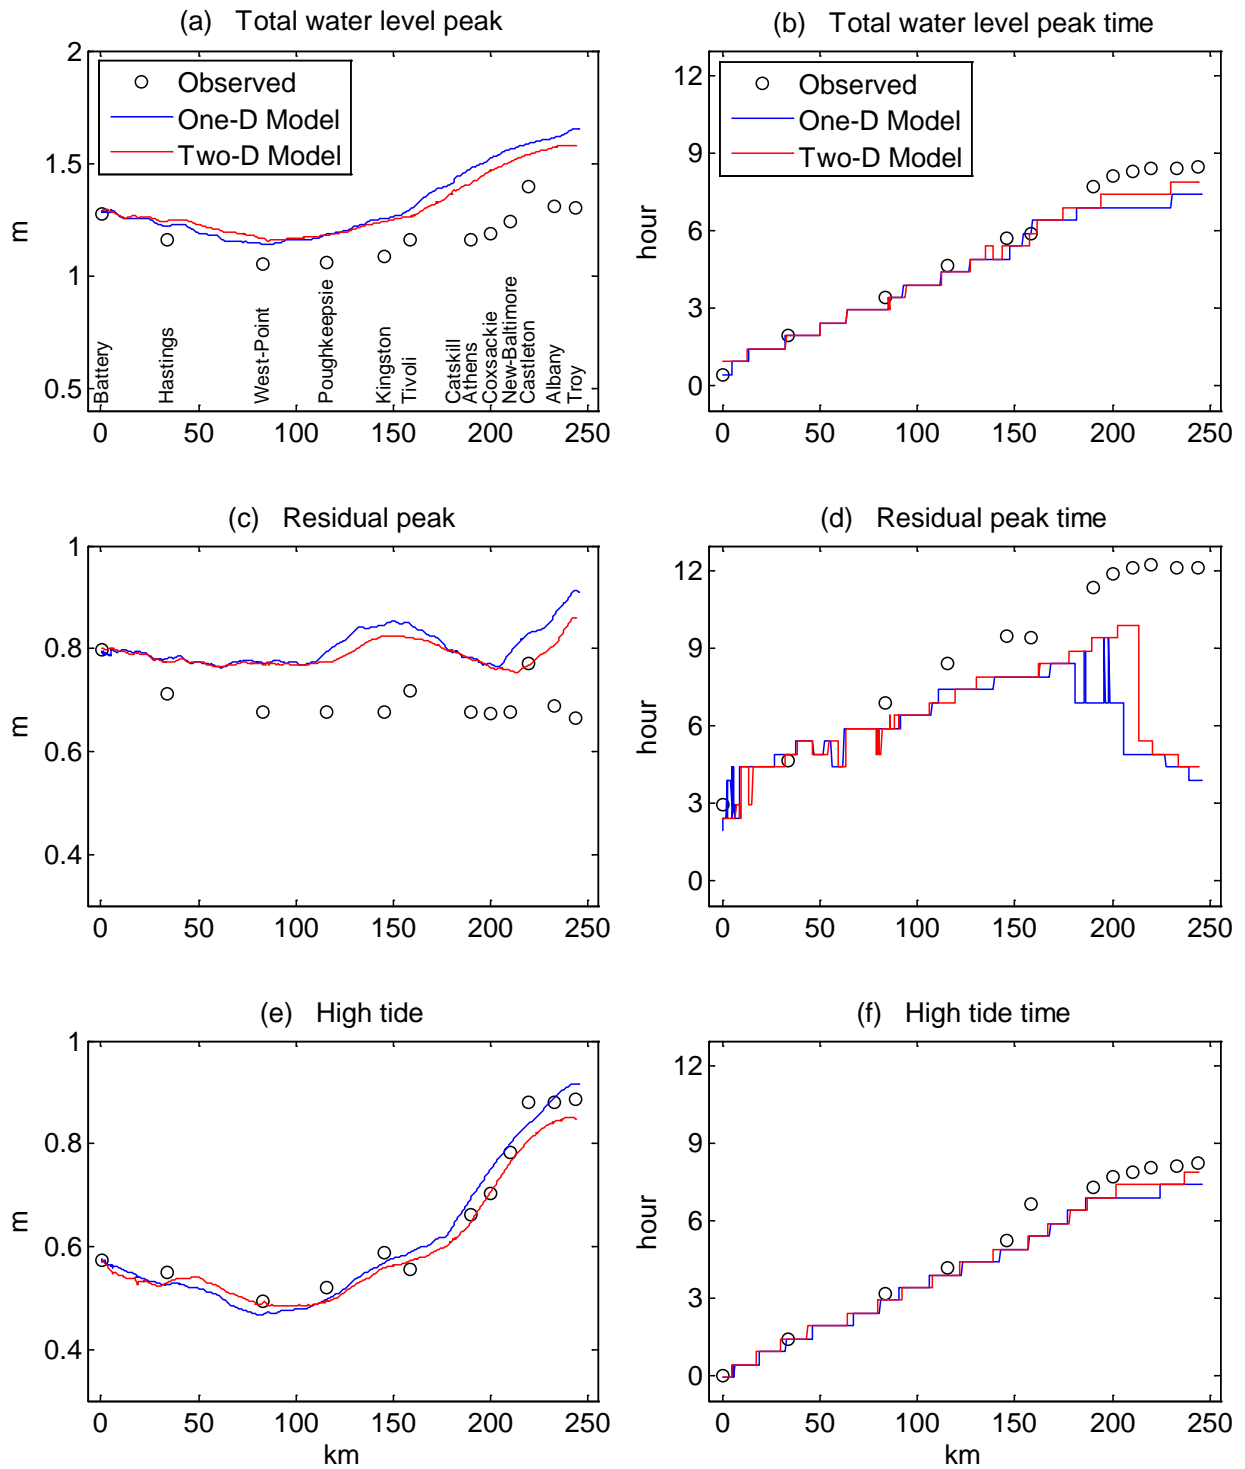 (a) Total water level peak
2
1.5
1
0.5
m
Observed
One-D Model
Two-D Model
Battery
Hastings
West-Point
Poughkeepsie
Kingston
Tivoli
Catskill
Athens
Coxsackie
New-Baltimore
Castleton
Albany
Troy
0 50 100 150 200 250
(b) Total water level peak time
12
9
6
3
0
hour
Observed
One-D Model
Two-D Model
0 50 100 150 200 250
(c) Residual peak
1
0.8
0.6
0.4
m
0 50 100 150 200 250
(d) Residual peak time
12
9
6
3
0
hour
0 50 100 150 200 250
(e) High tide
1
0.8
0.6
0.4
m
0 50 100 150 200 250
km
(f) High tide time
12
9
6
3
0
hour
0 50 100 150 200 250
km